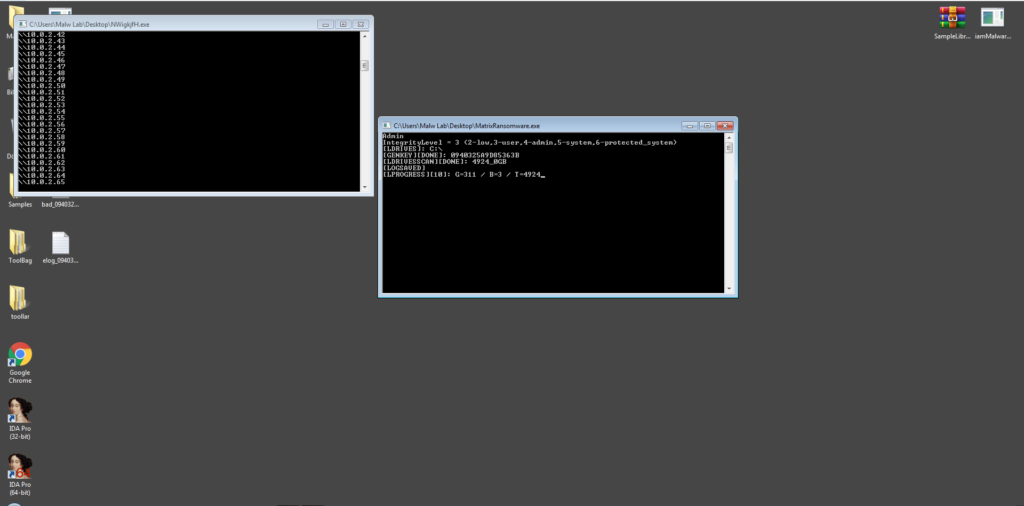 C:\Users\Malw Lab\Desktop\NWigkjfH.exe
\\10.0.2.42
\\10.0.2.43
\\10.0.2.44
\\10.0.2.45
\\10.0.2.46
\\10.0.2.47
\\10.0.2.48
\\10.0.2.49
\\10.0.2.50
\\10.0.2.51
\\10.0.2.52
\\10.0.2.53
\\10.0.2.54
\\10.0.2.55
\\10.0.2.56
\\10.0.2.57
\\10.0.2.58
\\10.0.2.59
\\10.0.2.60
\\10.0.2.61
\\10.0.2.62
\\10.0.2.63
\\10.0.2.64
\\10.0.2.65
SampleLibr...
iamMalwar...
C:\Users\Malw Lab\Desktop\MatrixRansomware.exe
Admin
IntegrityLevel = 3 (2-low,3-user,4-admin,5-system,6-protected_system)
[LDRIVES]: C:\
[GENKEY][DONE]: 0940325A9D05363B
[LDRIVESSCAN][DONE]: 4924_0GB
[LOGSAVED]
[LPROGRESS][10]: G=311 / B=3 / T=4924_
Samples
bad_094032...
ToolBag
elog_09403...
toollar
Google
Chrome
IDA Pro
(32-bit)
IDA Pro
(64-bit)